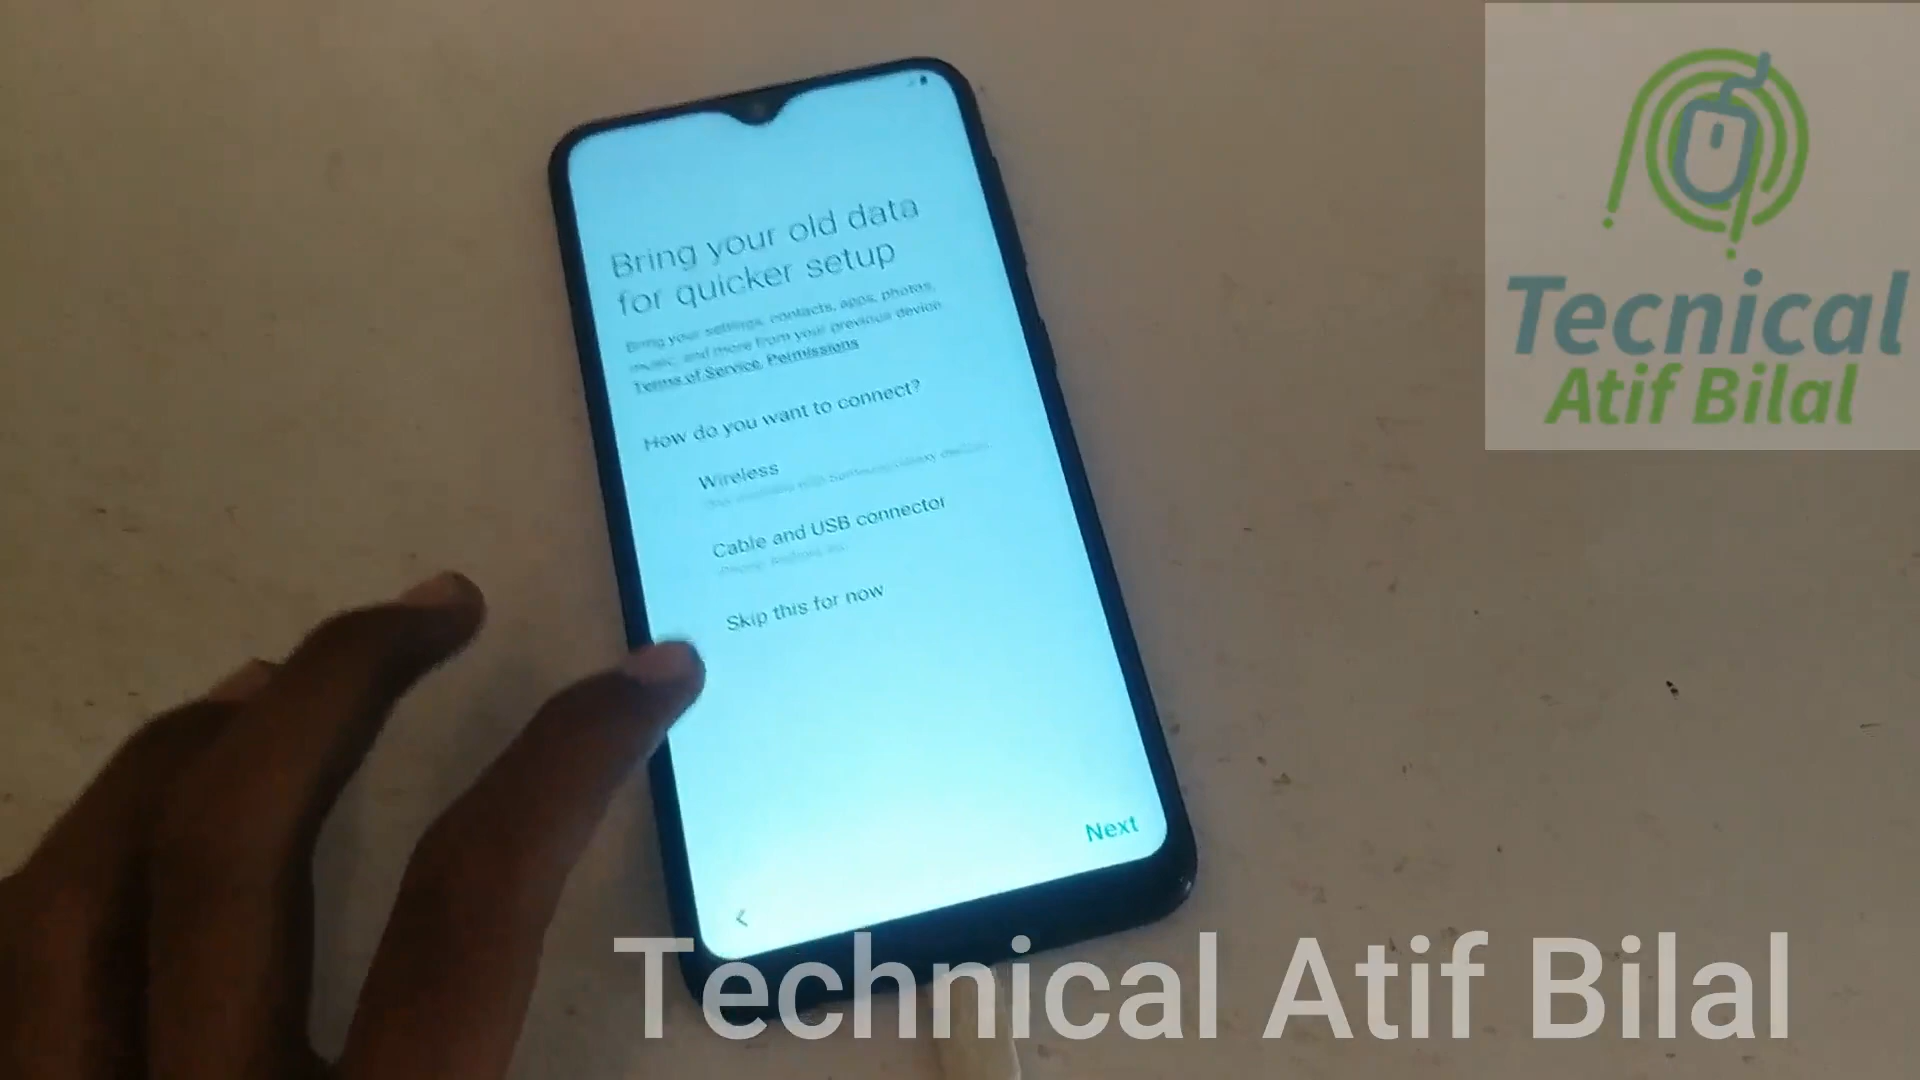 Bring your old data
for quicker setup
Bring your settings, contacts, apps, photos,
music, and more from your previous device.
Terms of Service, Permissions
How do you want to connect?
Wireless
Cable and USB connector
Skip this for now
Next
Tecnical
Atif Bilal
Technical Atif Bilal